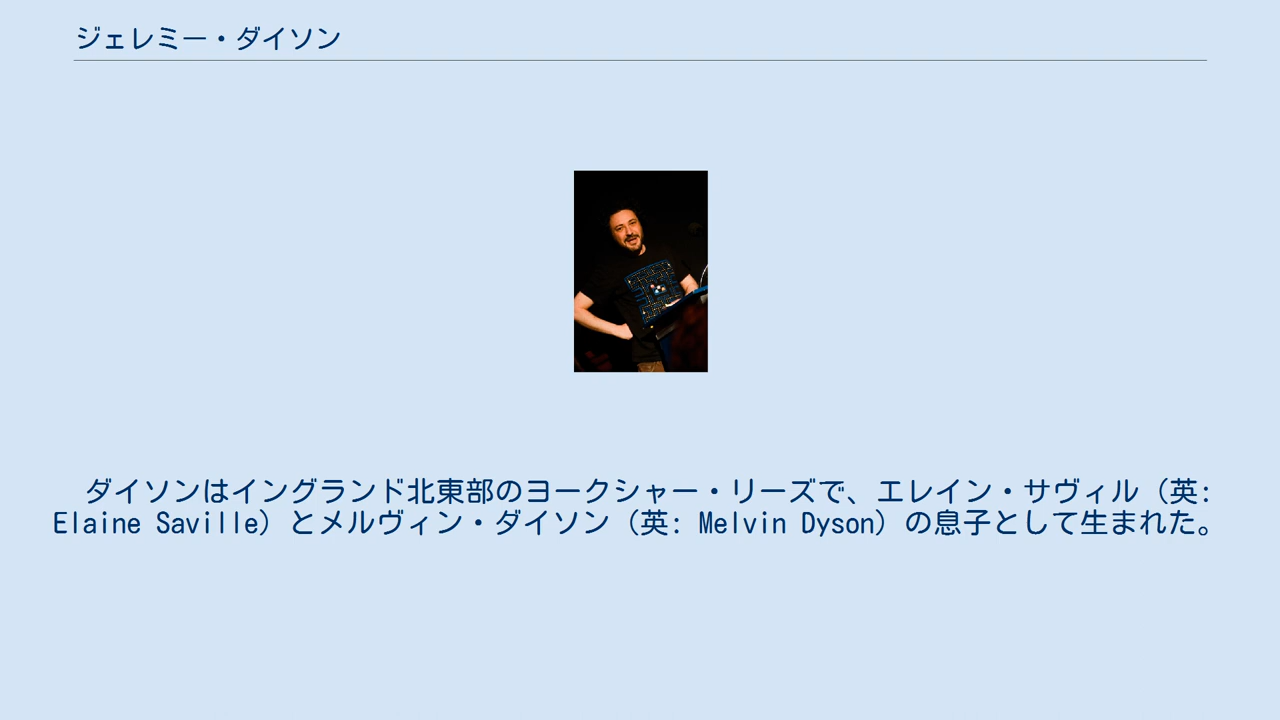 ジェレミー・ダイソン
ダイソンはイングランド北東部のヨークシャー・リーズで、エレイン・サヴィル（英:
Elaine Saville）とメルヴィン・ダイソン（英: Melvin Dyson）の息子として生まれた。